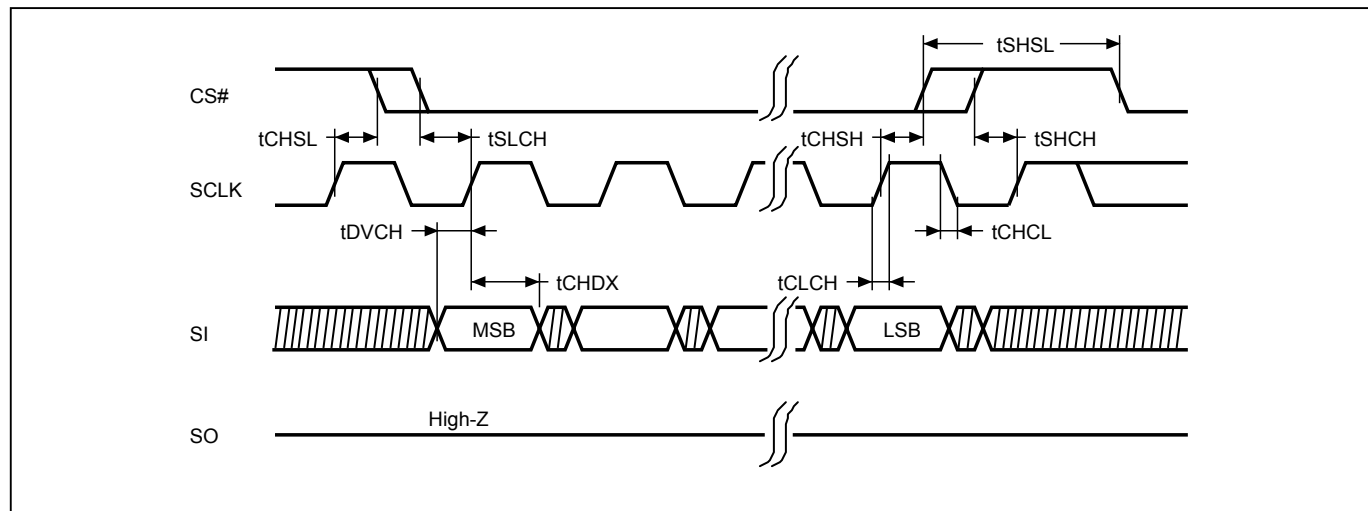 tSHSL
CS#
tCHSL
tSLCH
tCHSH
tSHCH
SCLK
tDVCH
tCHCL
tCHDX
tCLCH
SI
MSB
LSB
High-Z
SO